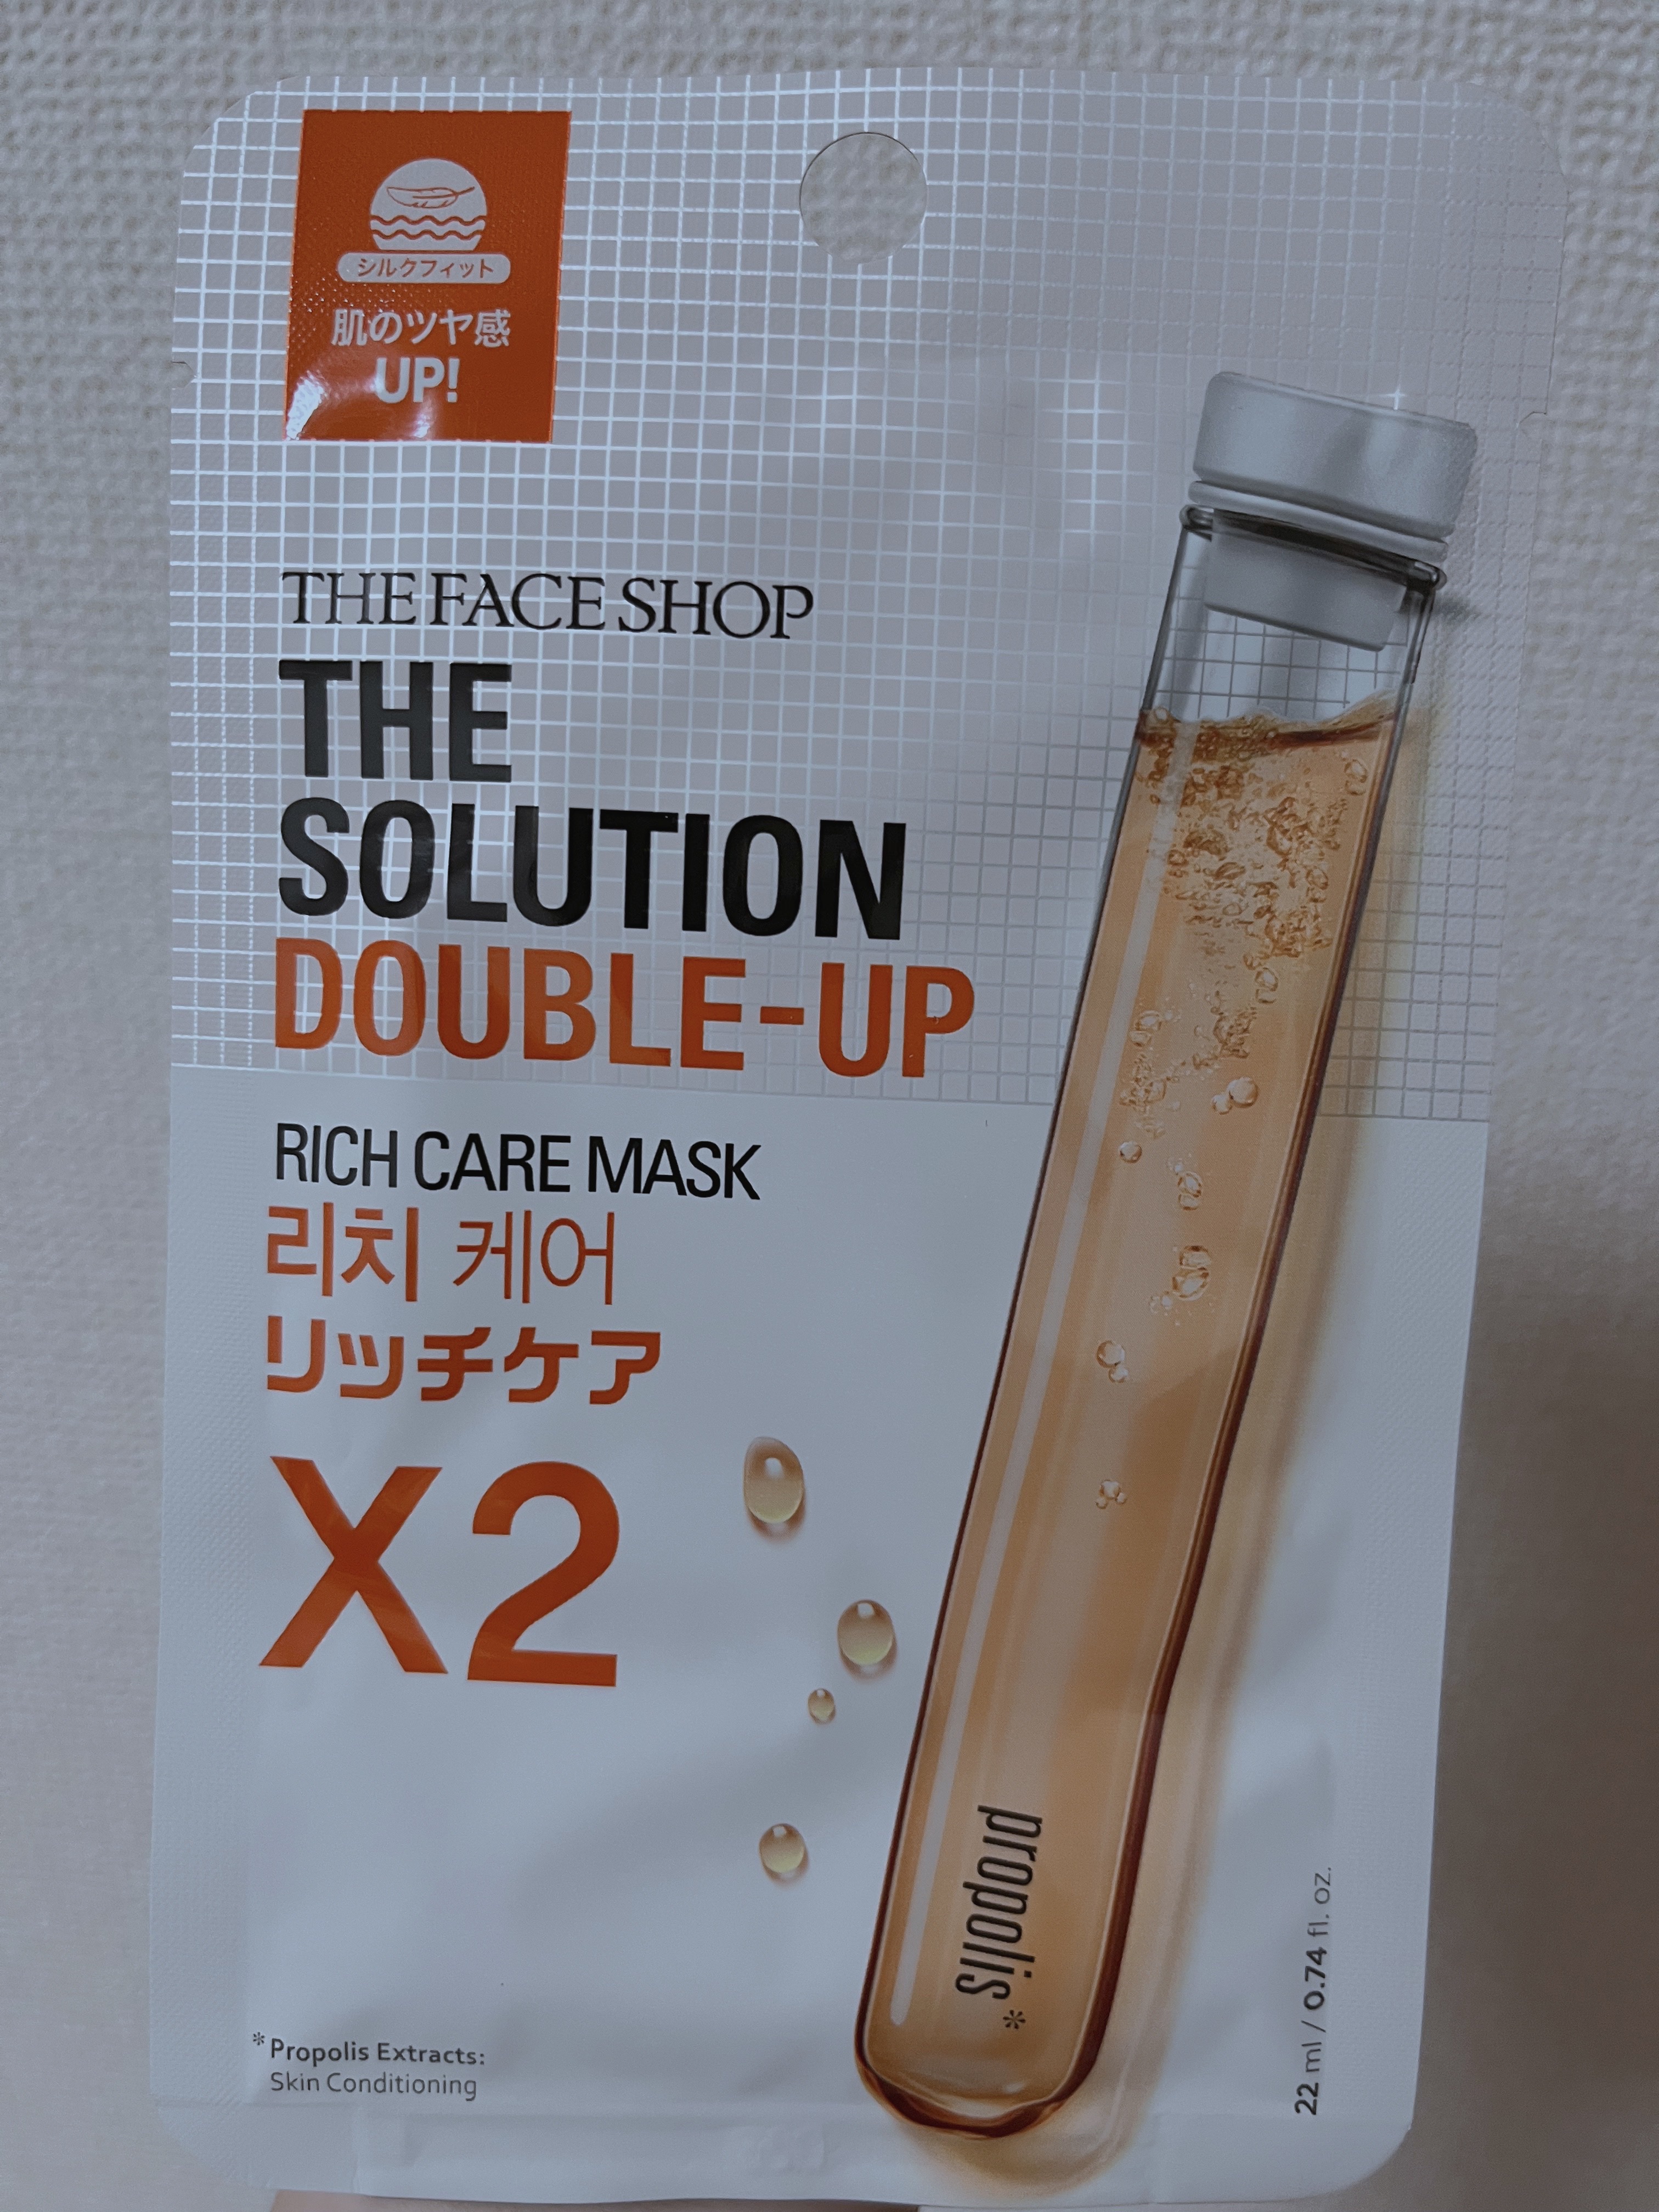 シルクフィット
肌のツヤ感
UP!
THE FACE SHOP
THE
SOLUTION
DOUBLE-UP
RICH CARE MASK
리치 케어
リッチケア
X2
propolis*
*Propolis Extracts:
Skin Conditioning
22 ml / 0.74 fl. oz.